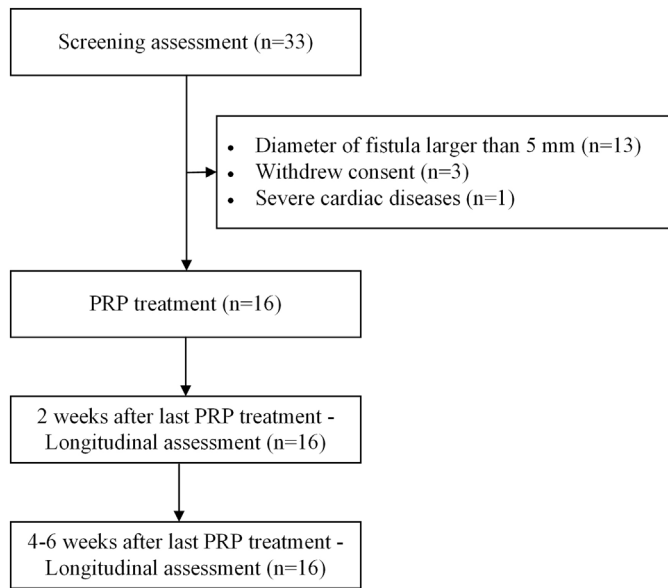 Screening assessment (n=33)
• Diameter of fistula larger than 5 mm (n=13)
• Withdrew consent (n=3)
• Severe cardiac diseases (n=1)
PRP treatment (n=16)
2 weeks after last PRP treatment -
Longitudinal assessment (n=16)
4-6 weeks after last PRP treatment -
Longitudinal assessment (n=16)